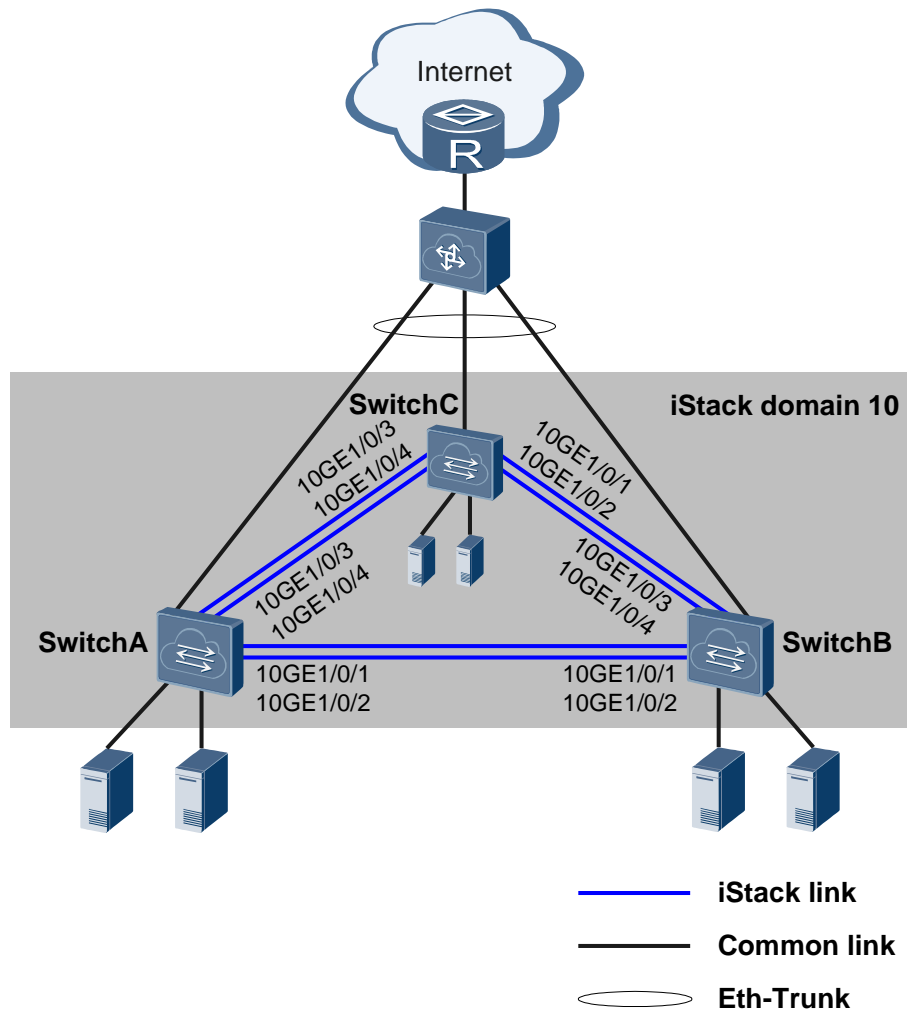 Internet
R
SwitchC
iStack domain 10
10GE1/0/3
10GE1/0/4
10GE1/0/1
10GE1/0/2
10GE1/0/3
10GE1/0/4
10GE1/0/3
10GE1/0/4
SwitchA
SwitchB
10GE1/0/1
10GE1/0/2
10GE1/0/1
10GE1/0/2
iStack link
Common link
Eth-Trunk